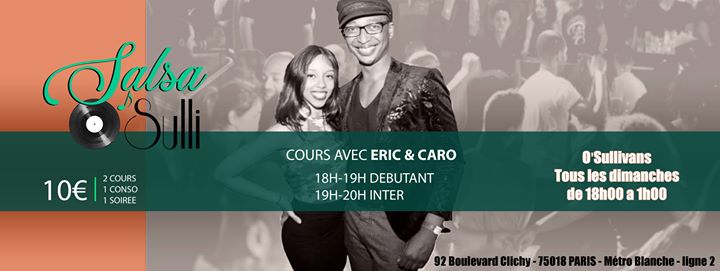 Salsa
Ô Sulli
10€
2 COURS
1 CONSO
1 SOIREE
COURS AVEC ERIC & CARO
18H-19H DEBUTANT
19H-20H INTER
O'Sullivans
Tous les dimanches
de 18h00 a 1h00
92 Boulevard Clichy - 75018 PARIS - Métro Blanche - ligne 2